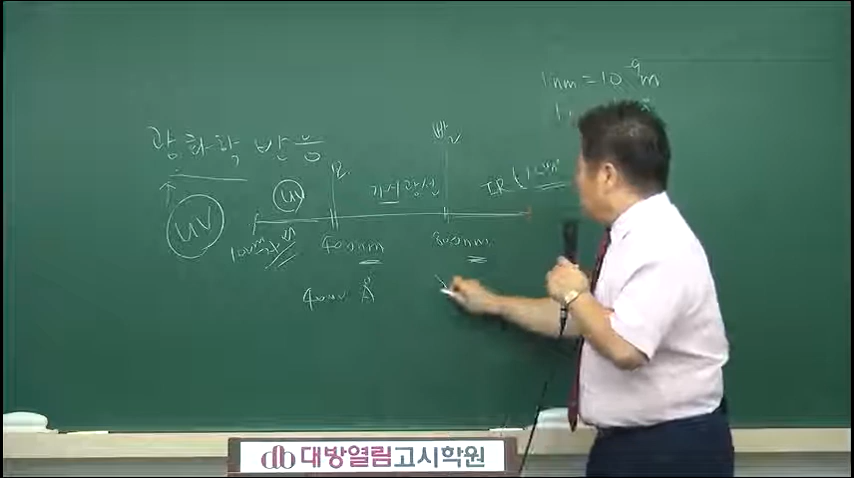 1nm = 10⁻⁹m
광화학 반응
UV
UV
가시광선
IR
400nm
800nm
4000 Å
db 대방열림고시학원